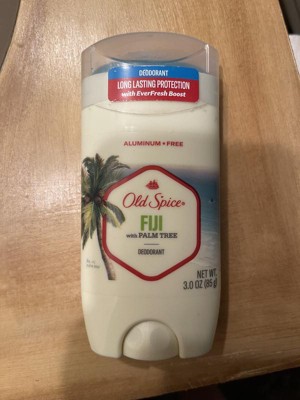 DEODORANT
LONG LASTING PROTECTION
with EverFresh Boost
ALUMINUM • FREE
Old Spice
FIJI
with PALM TREE
DEODORANT
NET WT.
3.0 OZ (85 g)